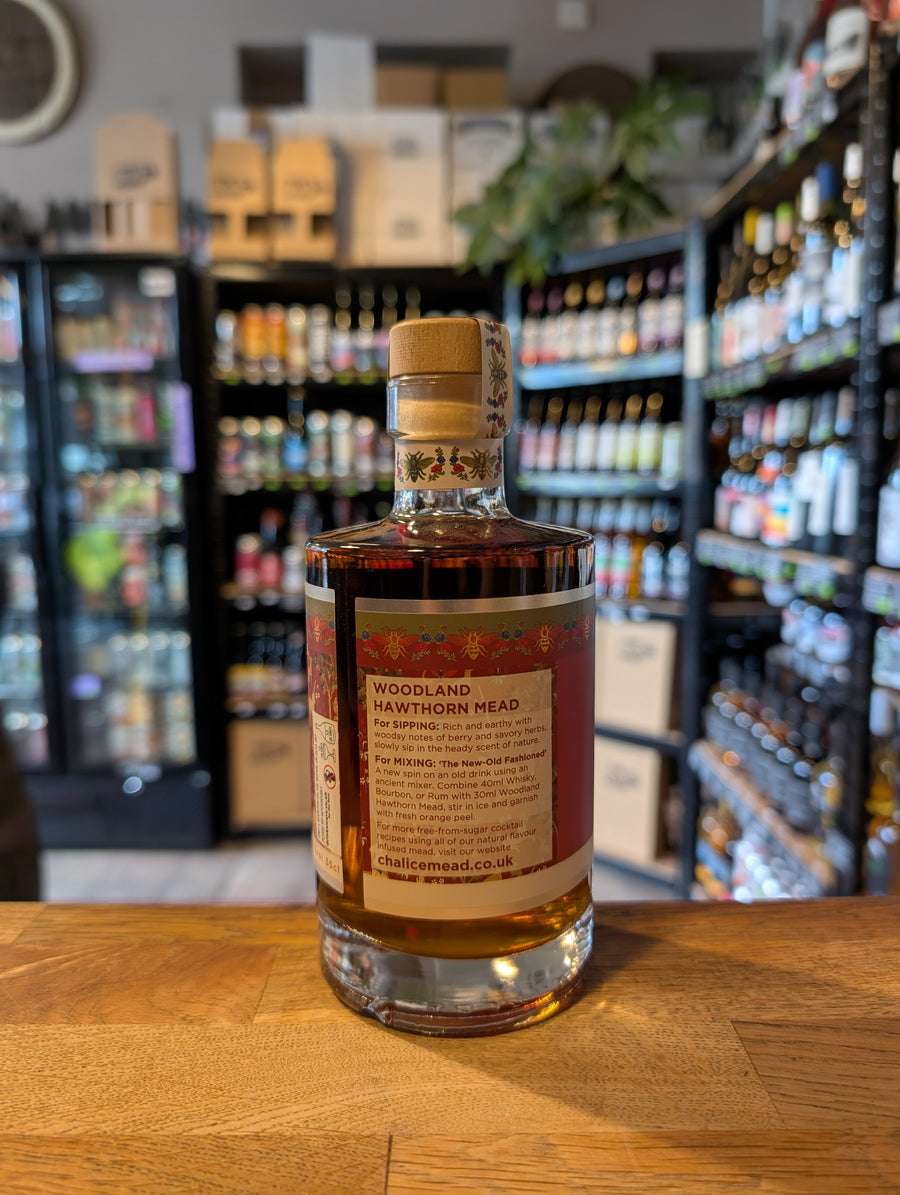 WOODLAND
HAWTHORN MEAD
For SIPPING: Rich and earthy with
woodsy notes of berry and savory herbs,
slowly sip in the heady scent of nature.
For MIXING: 'The New-Old Fashioned'
A new spin on an old drink using an
ancient mixer. Combine 40ml Whisky,
Bourbon, or Rum with 30ml Woodland
Hawthorn Mead, stir in ice and garnish
with fresh orange peel.
For more free-from-sugar cocktail
recipes using all of our natural flavour
infused mead, visit our website
chalicemead.co.uk